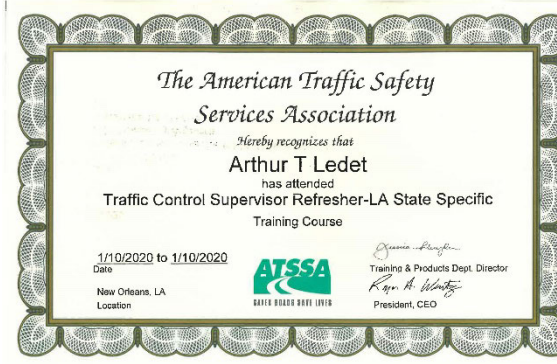 The American Traffic Safety
Services Association
Hereby recognizes that
Arthur T Ledet
has attended
Traffic Control Supervisor Refresher-LA State Specific
Training Course
1/10/2020 to 1/10/2020
Date
New Orleans, LA
Location
ATSSA
SAFER ROADS SAVE LIVES
Training & Products Dept. Director
President, CEO